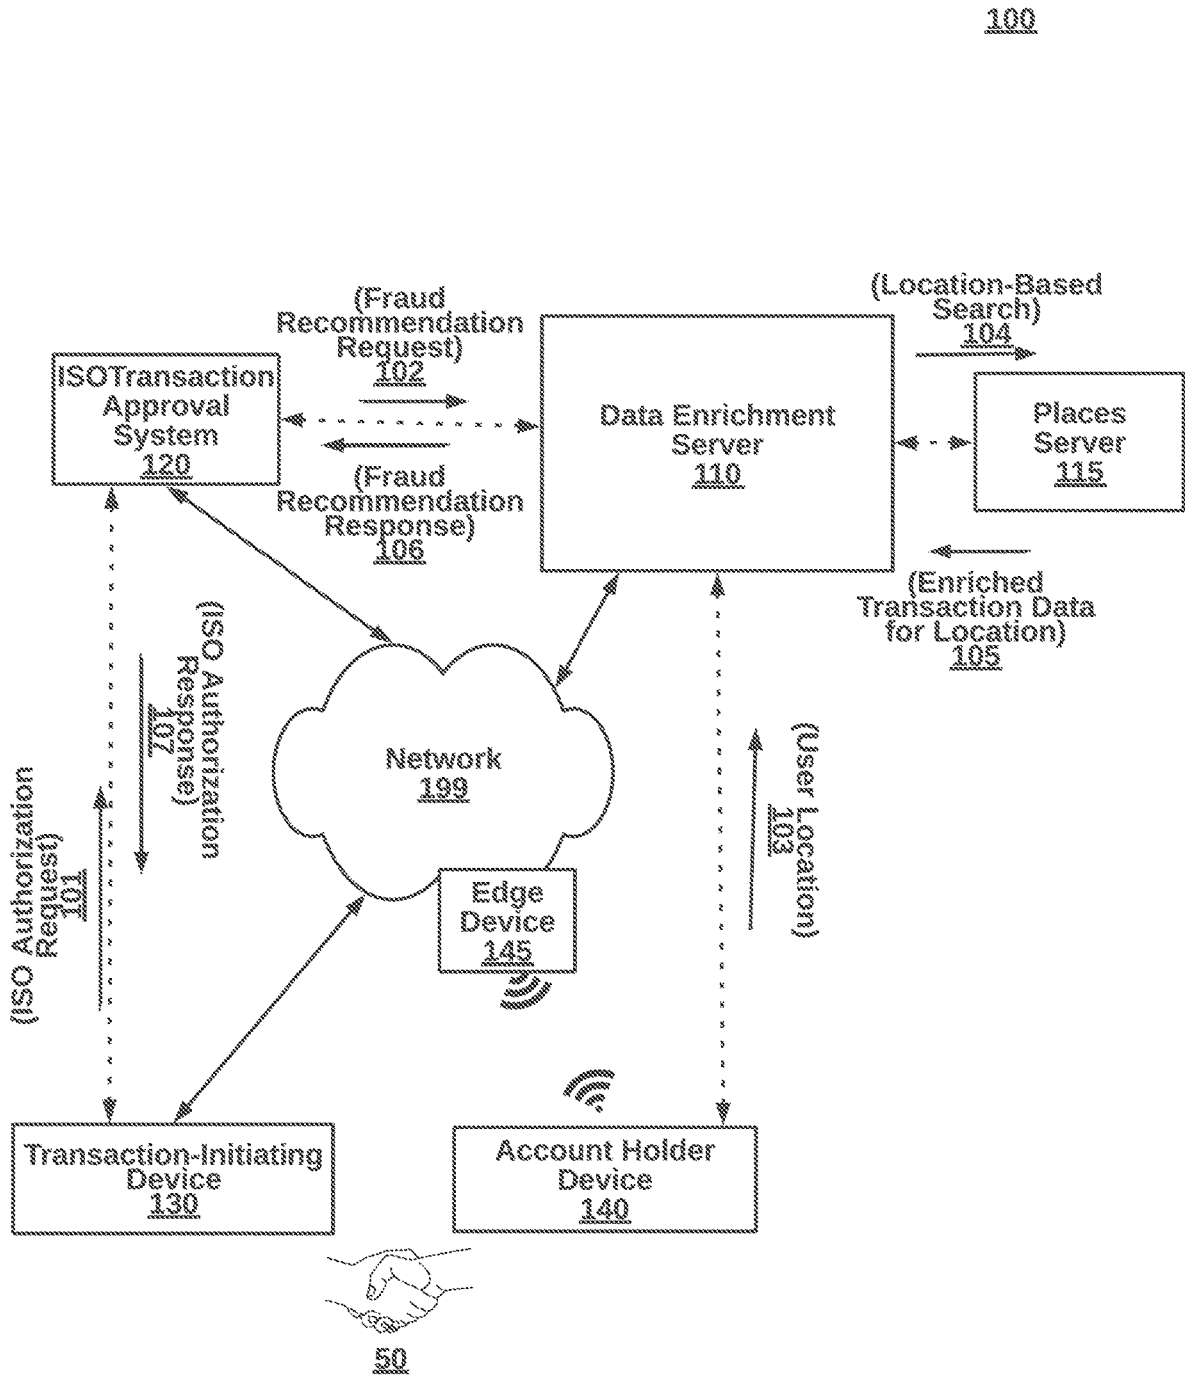 100
(Fraud
Recommendation
Request)
102
(Location-Based
Search)
104
ISOTransaction
Approval
System
120
Data Enrichment
Server
110
Places
Server
115
(Fraud
Recommendation
Response)
106
(Enriched
Transaction Data
for Location)
105
(ISO Authorization
Response)
107
(ISO Authorization
Request)
101
Network
199
(User Location)
103
Edge
Device
145
Transaction-Initiating
Device
130
Account Holder
Device
140
50